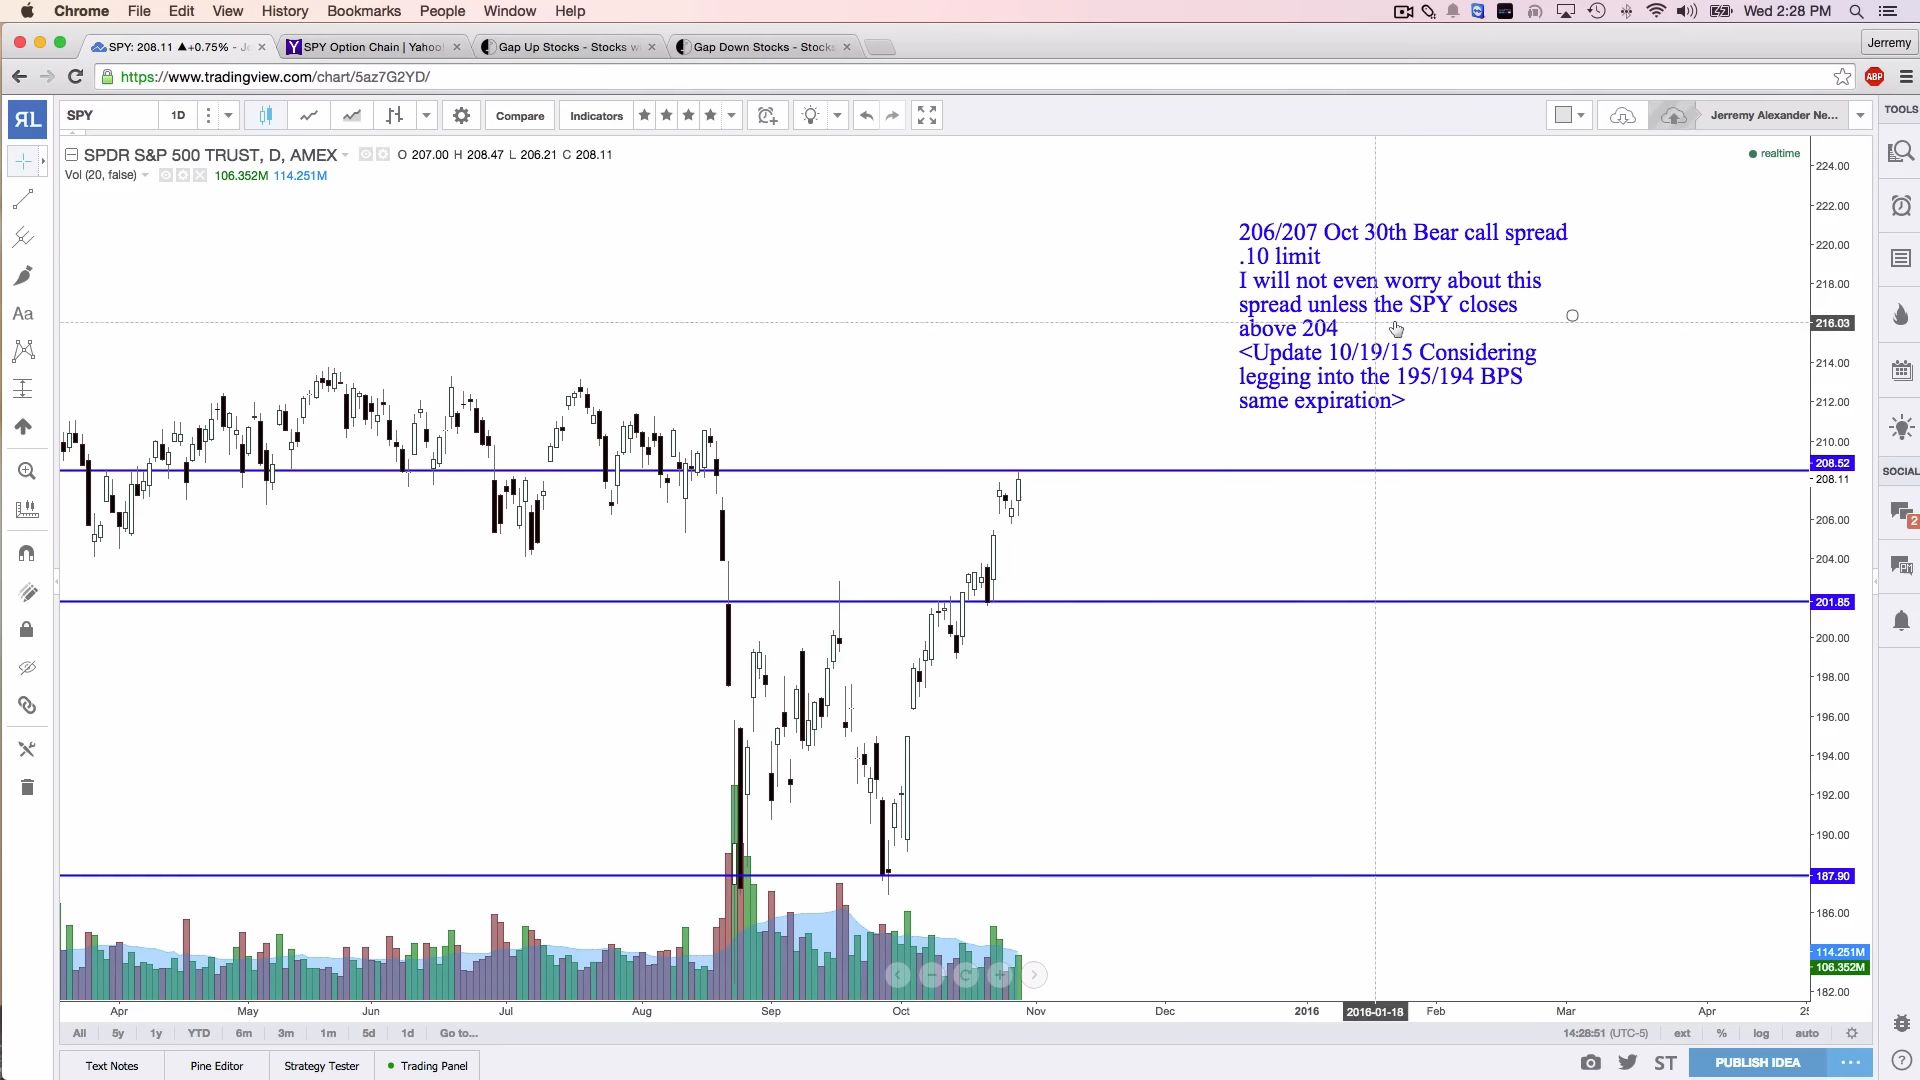 Chrome File Edit View History Bookmarks People Window Help
Wed 2:28 PM
SPY: 208.11 ▲+0.75% - Je
SPY Option Chain | Yahoo!
Gap Up Stocks - Stocks w
Gap Down Stocks - Stocks
Jerremy
https://www.tradingview.com/chart/5az7G2YD/
ABP
SPY 1D Compare Indicators
Jerremy Alexander Ne...
TOOLS
SPDR S&P 500 TRUST, D, AMEX O 207.00 H 208.47 L 206.21 C 208.11
realtime
Vol (20, false) 106.352M 114.251M
Aa
206/207 Oct 30th Bear call spread
.10 limit
I will not even worry about this
spread unless the SPY closes
above 204
<Update 10/19/15 Considering
legging into the 195/194 BPS
same expiration>
224.00
222.00
220.00
218.00
216.03
214.00
212.00
210.00
208.52
208.11
206.00
204.00
201.85
200.00
198.00
196.00
194.00
192.00
190.00
187.90
186.00
114.251M
106.352M
182.00
SOCIAL
2
Apr May Jun Jul Aug Sep Oct Nov Dec 2016 2016-01-18 Feb Mar Apr
All 5y 1y YTD 6m 3m 1m 5d 1d Go to...
14:28:51 (UTC-5) ext % log auto
Text Notes Pine Editor Strategy Tester Trading Panel
ST PUBLISH IDEA ...